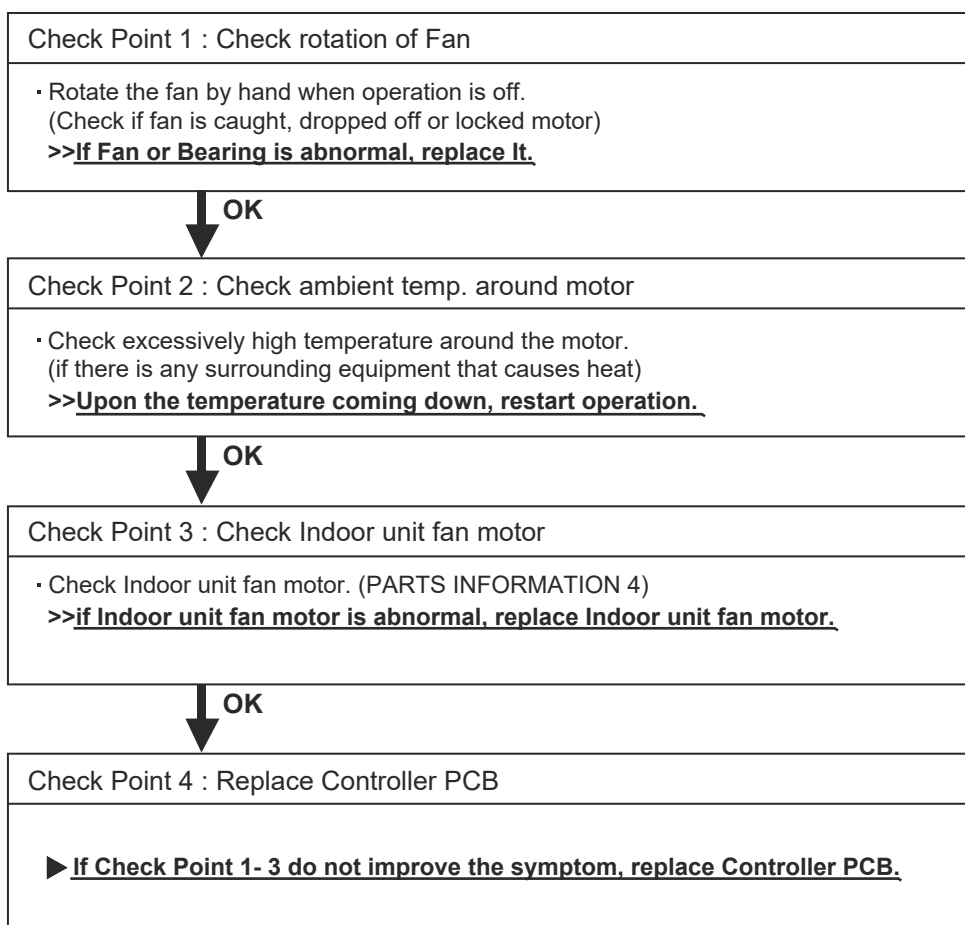 Check Point 1 : Check rotation of Fan
・Rotate the fan by hand when operation is off.
(Check if fan is caught, dropped off or locked motor)
>>If Fan or Bearing is abnormal, replace It.
OK
Check Point 2 : Check ambient temp. around motor
・Check excessively high temperature around the motor.
(if there is any surrounding equipment that causes heat)
>>Upon the temperature coming down, restart operation.
OK
Check Point 3 : Check Indoor unit fan motor
・Check Indoor unit fan motor. (PARTS INFORMATION 4)
>>if Indoor unit fan motor is abnormal, replace Indoor unit fan motor.
OK
Check Point 4 : Replace Controller PCB
▶If Check Point 1- 3 do not improve the symptom, replace Controller PCB.